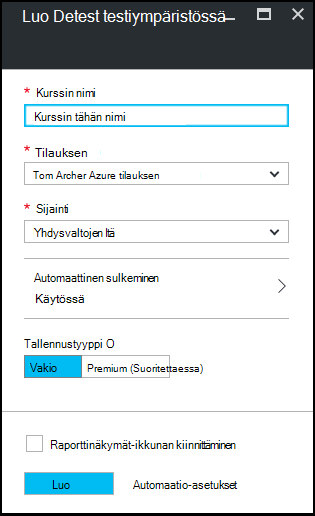 Luo Detest testiympäristössä
* Kurssin nimi
Kurssin tähän nimi
* Tilauksen
Tom Archer Azure tilauksen
* Sijainti
Yhdysvaltojen Itä
Automaattinen sulkeminen
Käytössä
Tallennustyyppi O
Vakio Premium (Suoritettaessa)
Raporttinäkymät-ikkunan kiinnittäminen
Luo Automaatio-asetukset